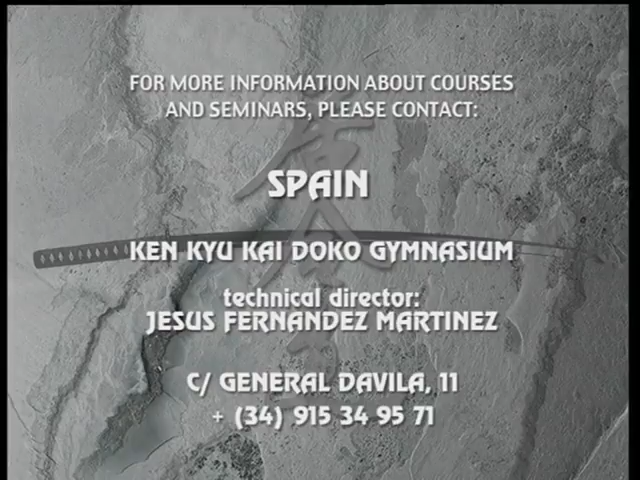 FOR MORE INFORMATION ABOUT COURSES
AND SEMINARS, PLEASE CONTACT:
SPAIN
KEN KYU KAI DOKO GYMNASIUM
technical director:
JESUS FERNANDEZ MARTINEZ
C/ GENERAL DAVILA, 11
+ (34) 915 34 95 71